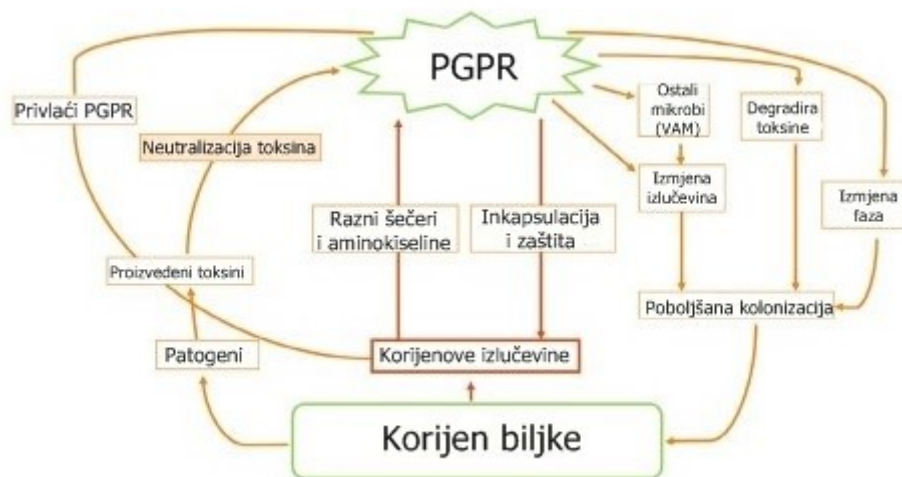 PGPR
Privlaći PGPR
Ostali
mikrobi
(VAM)
Degradira
toksine
Neutralizacija toksina
Izmjena
izlučevina
Izmjena
faza
Razni šečeri
i aminokiseline
Inkapsulacija
i zaštita
Proizvedeni toksini
Poboljšana kolonizacija
Patogeni
Korijenove izlučevine
Korijen biljke